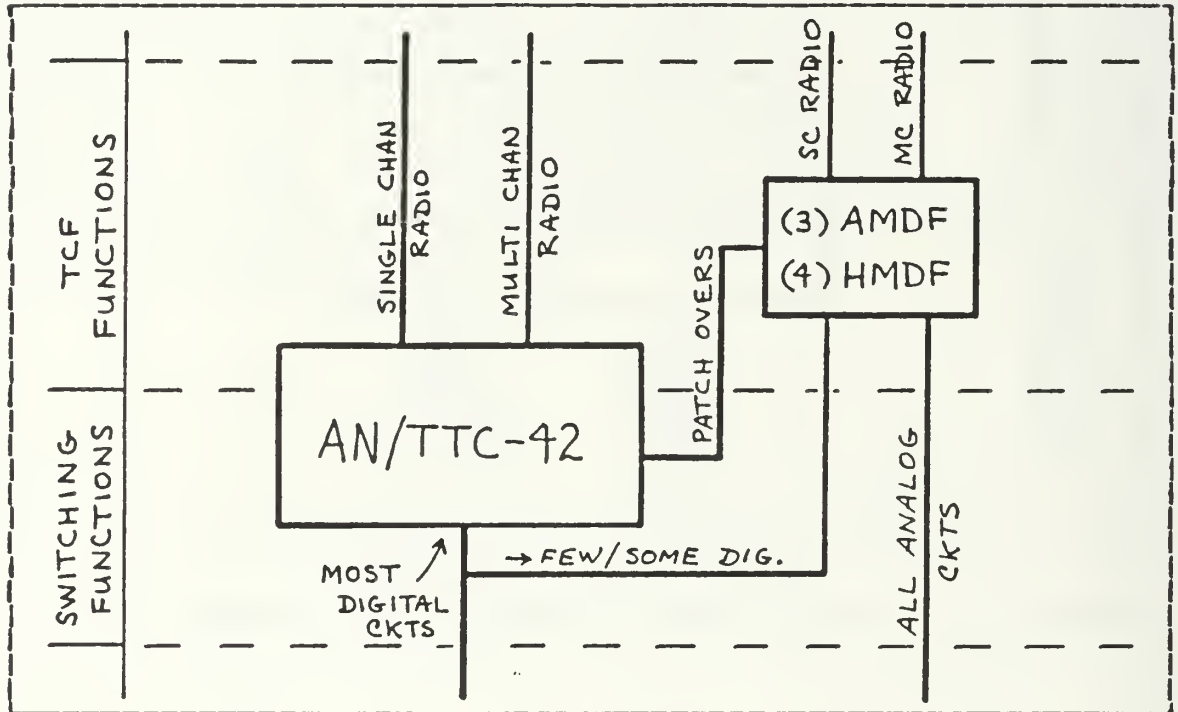 TCF
FUNCTIONS
SWITCHING
FUNCTIONS
SINGLE CHAN
RADIO
MULTI CHAN
RADIO
SC RADIO
MC RADIO
(3) AMDF
(4) HMDF
PATCH OVERS
AN/TTC-42
MOST
DIGITAL
CKTS
→ FEW/SOME DIG.
ALL ANALOG
CKTS